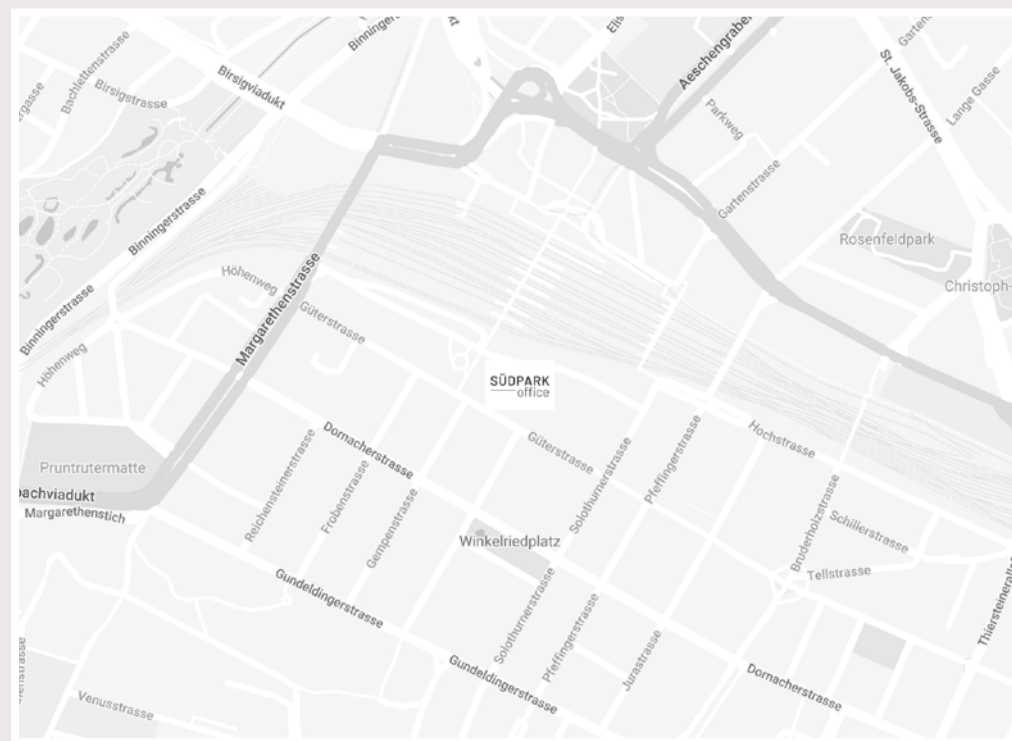 Bachlettenstrasse
Birsigstrasse
Binningerstrasse
Birsigviadukt
Aeschengraben
Parkweg
St. Jakobs-Strasse
Lange Gasse
Gartenstrasse
Rosenfeldpark
Christoph-
Binningerstrasse
Binningerstrasse
Höhenweg
Höhenweg
Margarethenstrasse
Güterstrasse
SÜDPARK
office
Dornacherstrasse
Güterstrasse
Hochstrasse
Reichensteinerstrasse
Frobenstrasse
Gempenstrasse
Solothurnerstrasse
Pfeffingerstrasse
Bruderholzstrasse
Schillerstrasse
Tellstrasse
Pruntrutermatte
bachviadukt
Margarethenstich
Winkelriedplatz
Gundeldingerstrasse
Gundeldingerstrasse
Solothurnerstrasse
Pfeffingerstrasse
Jurastrasse
Dornacherstrasse
Venusstrasse